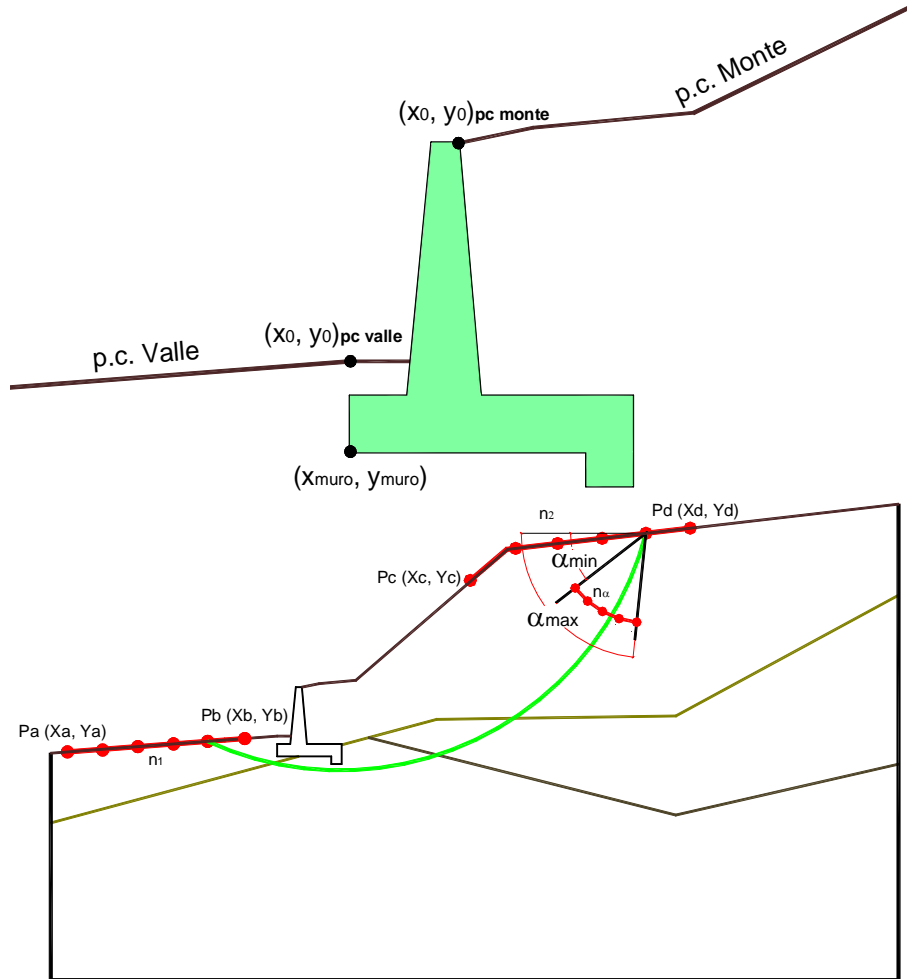 p.c. Monte
(x0, y0)pc monte
(x0, y0)pc valle
p.c. Valle
(xmuro, ymuro)
n2
Pd (Xd, Yd)
αmin
Pc (Xc, Yc)
nα
αmax
Pb (Xb, Yb)
Pa (Xa, Ya)
n1